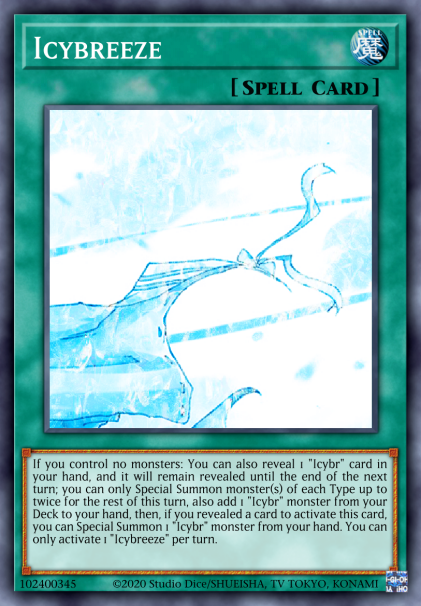 Icybreeze
SPELL
魔
[ Spell Card ]
If you control no monsters: You can also reveal 1 "Icybr" card in
your hand, and it will remain revealed until the end of the next
turn; you can only Special Summon monster(s) of each Type up to
twice for the rest of this turn, also add 1 "Icybr" monster from your
Deck to your hand, then, if you revealed a card to activate this card,
you can Special Summon 1 "Icybr" monster from your hand. You can
only activate 1 "Icybreeze" per turn.
102400345 ©2020 Studio Dice/SHUEISHA, TV TOKYO, KONAMI